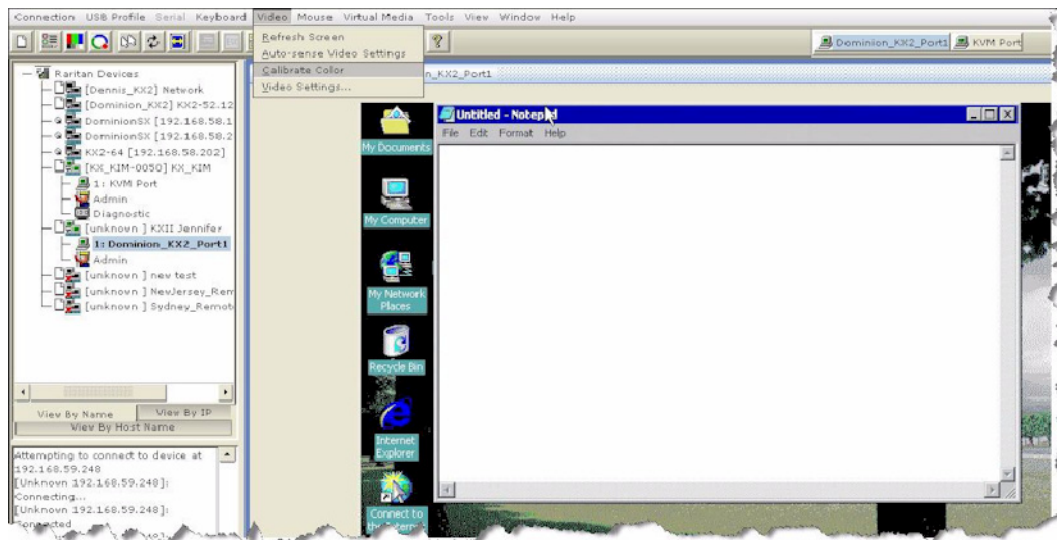 Connection USB Profile Serial Keyboard Video Mouse Virtual Media Tools View Window Help
Refresh Screen
Auto-sense Video Settings
Calibrate Color
Video Settings...
Dominion_KX2_Port1
KVM Port
n_KX2_Port1
Raritan Devices
[Dennis_KX2] Network
[Dominion_KX2] KX2-52.12
DominionSX [192.168.58.1
DominionSX [192.168.58.2
KX2-64 [192.168.58.202]
[KX_KIM-0050] KX_KIM
1: KVM Port
Admin
Diagnostic
[unknown ] KXII Jennifer
1: Dominion_KX2_Port1
Admin
[unknown ] new test
[unknown ] NewJersey_Rem
[unknown ] Sydney_Remot
View By Name
View By IP
View By Host Name
Attempting to connect to device at
192.168.59.248
[Unknown 192.168.59.248]:
Connecting...
[Unknown 192.168.59.248]:
Connected
My Documents
My Computer
My Network
Places
Recycle Bin
Internet
Explorer
Connect to
the Internet
Untitled - Notepad
File Edit Format Help